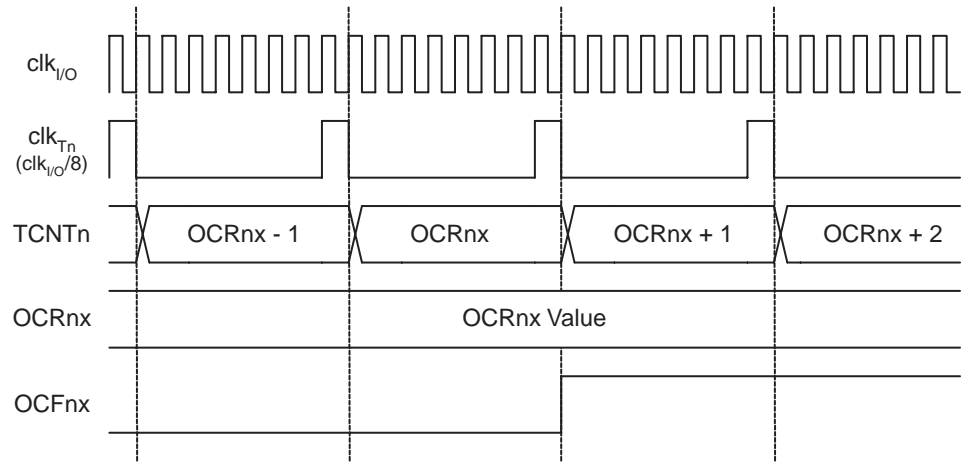 clkI/O
clkTn
(clkI/O/8)
TCNTn OCRnx - 1 OCRnx OCRnx + 1 OCRnx + 2
OCRnx OCRnx Value
OCFnx